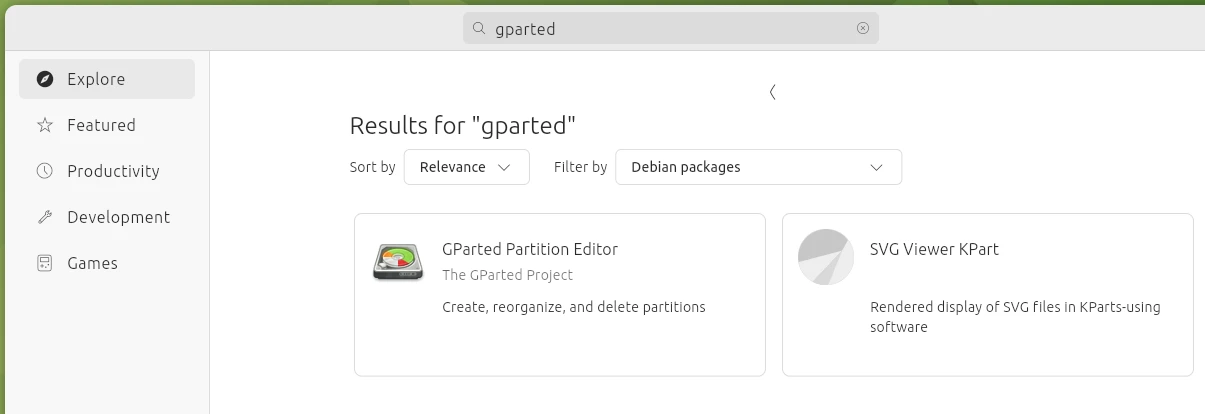 gparted
Explore
Featured
Productivity
Development
Games
Results for "gparted"
Sort by Relevance Filter by Debian packages
GParted Partition Editor
The GParted Project
Create, reorganize, and delete partitions
SVG Viewer KPart
Rendered display of SVG files in KParts-using
software